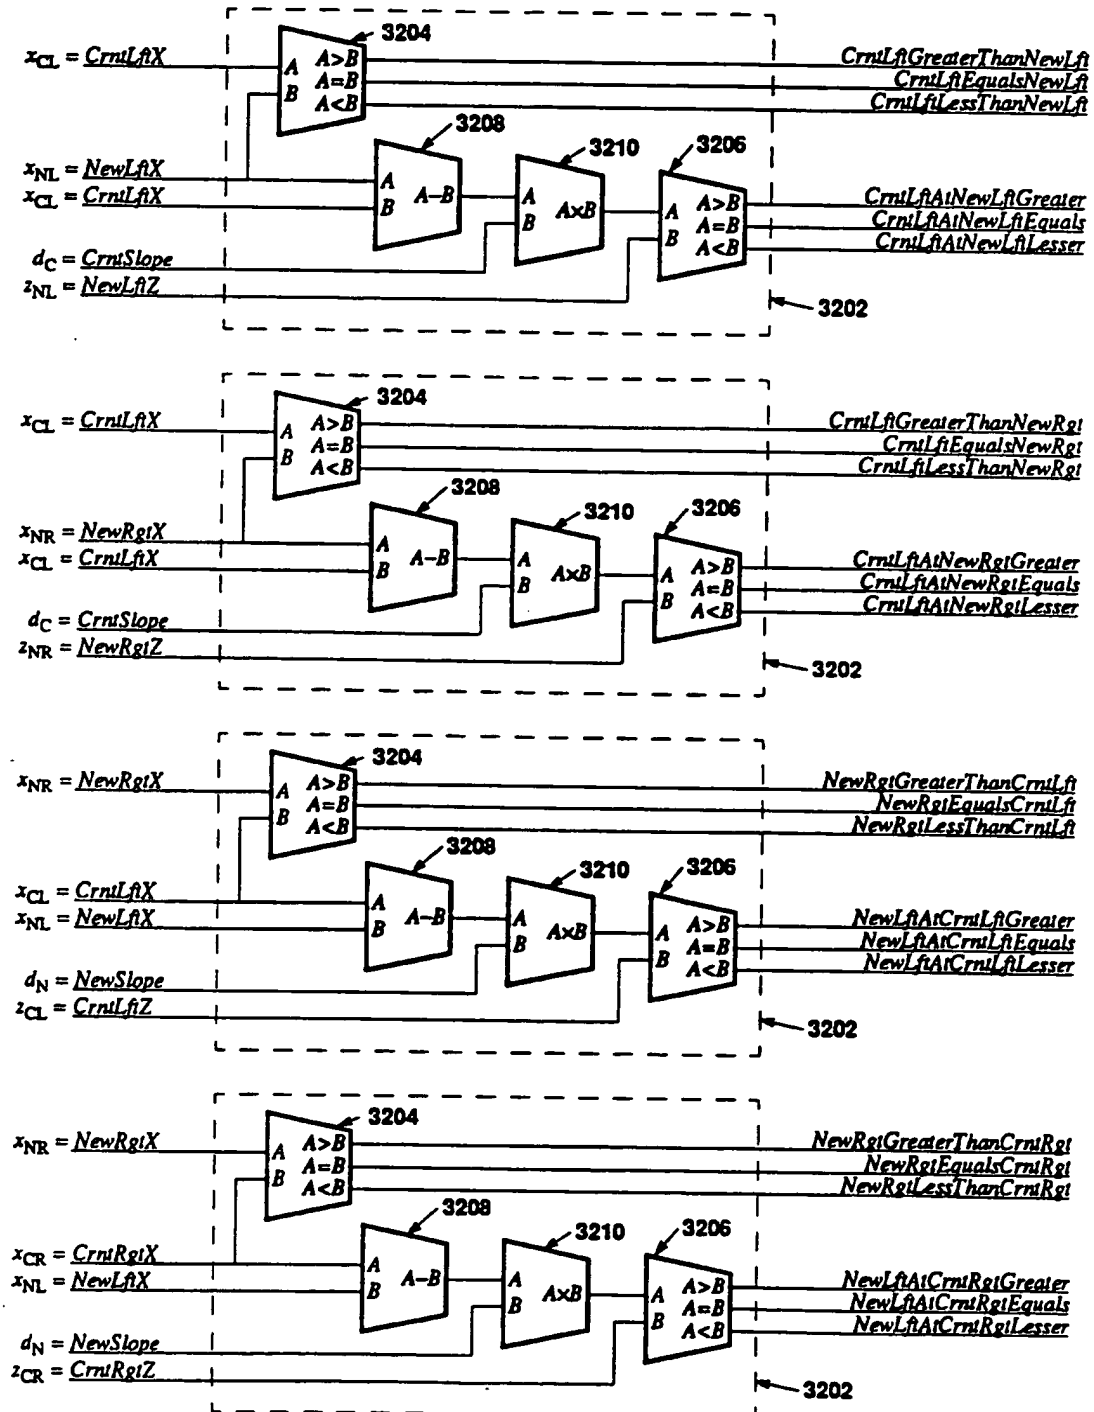 3204
x_CL = CrntLftX A A>B CrntLftGreaterThanNewLft
A=B CrntLftEqualsNewLft
B A<B CrntLftLessThanNewLft
3208
3210 3206
x_NL = NewLftX A A−B A A>B CrntLftAtNewLftGreater
x_CL = CrntLftX B A×B A A=B CrntLftAtNewLftEquals
B B A<B CrntLftAtNewLftLesser
d_C = CrntSlope
z_NL = NewLftZ
3202
3204
x_CL = CrntLftX A A>B CrntLftGreaterThanNewRgt
A=B CrntLftEqualsNewRgt
B A<B CrntLftLessThanNewRgt
3208
3210 3206
x_NR = NewRgtX A A−B A A>B CrntLftAtNewRgtGreater
x_CL = CrntLftX B A×B A A=B CrntLftAtNewRgtEquals
B B A<B CrntLftAtNewRgtLesser
d_C = CrntSlope
z_NR = NewRgtZ
3202
3204
x_NR = NewRgtX A A>B NewRgtGreaterThanCrntLft
A=B NewRgtEqualsCrntLft
B A<B NewRgtLessThanCrntLft
3208
3210 3206
x_CL = CrntLftX A A−B A A>B NewLftAtCrntLftGreater
x_NL = NewLftX B A×B A A=B NewLftAtCrntLftEquals
B B A<B NewLftAtCrntLftLesser
d_N = NewSlope
z_CL = CrntLftZ
3202
3204
x_NR = NewRgtX A A>B NewRgtGreaterThanCrntRgt
A=B NewRgtEqualsCrntRgt
B A<B NewRgtLessThanCrntRgt
3208
3210 3206
x_CR = CrntRgtX A A−B A A>B NewLftAtCrntRgtGreater
x_NL = NewLftX B A×B A A=B NewLftAtCrntRgtEquals
B B A<B NewLftAtCrntRgtLesser
d_N = NewSlope
z_CR = CrntRgtZ
3202